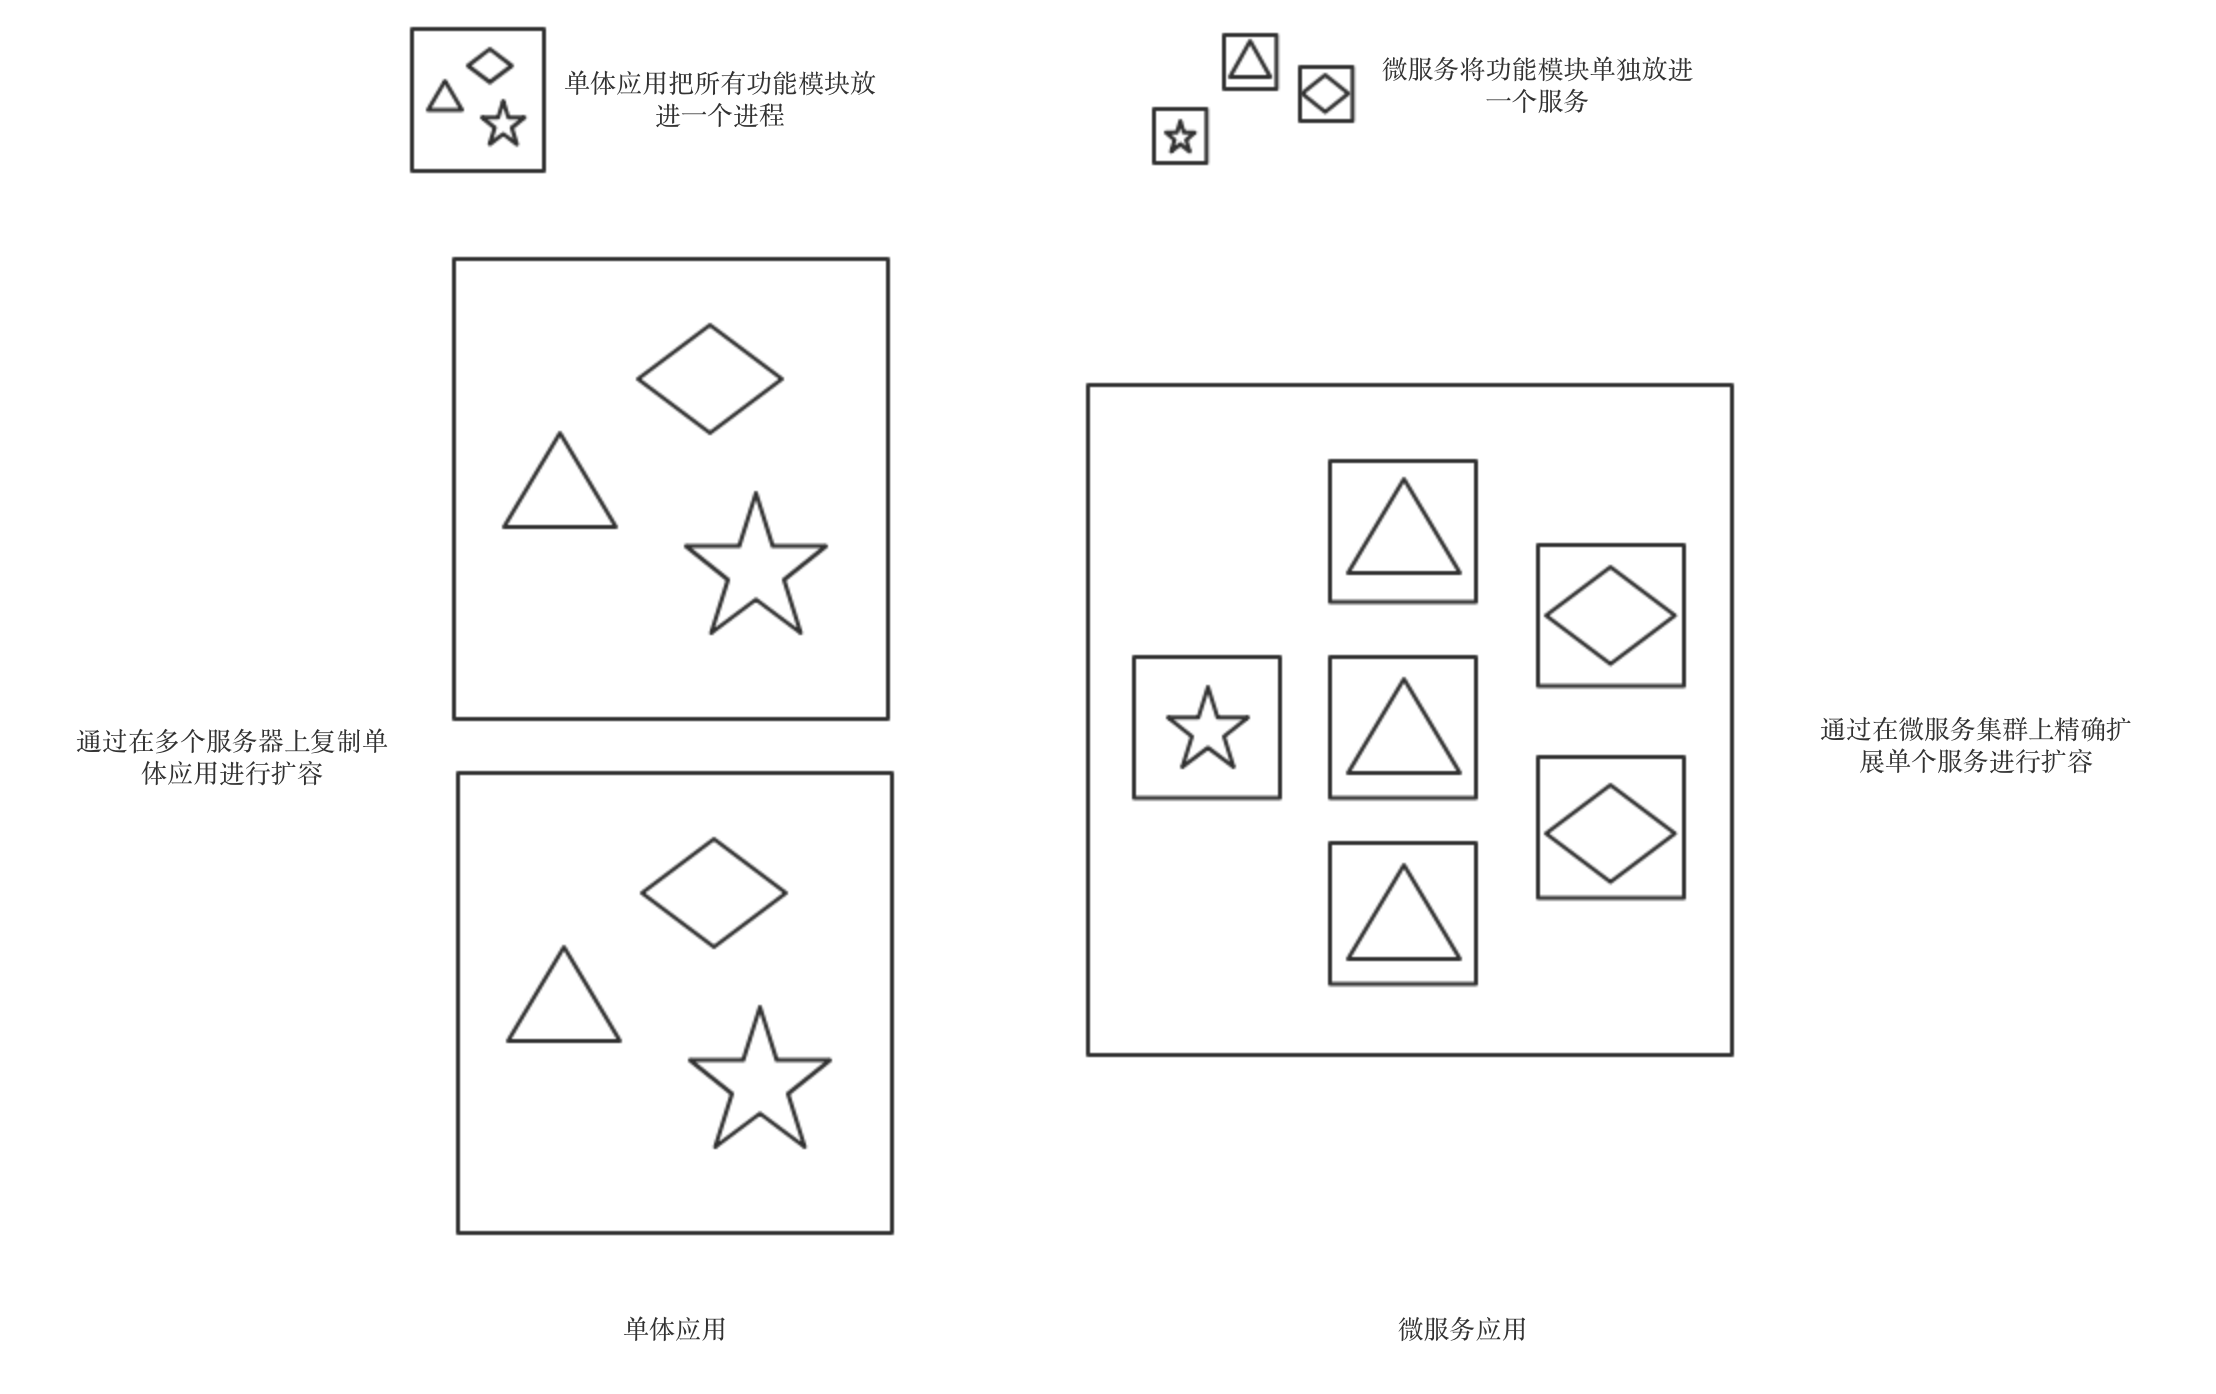 单体应用把所有功能模块放
进一个进程
微服务将功能模块单独放进
一个服务
通过在多个服务器上复制单
体应用进行扩容
通过在微服务集群上精确扩
展单个服务进行扩容
单体应用
微服务应用